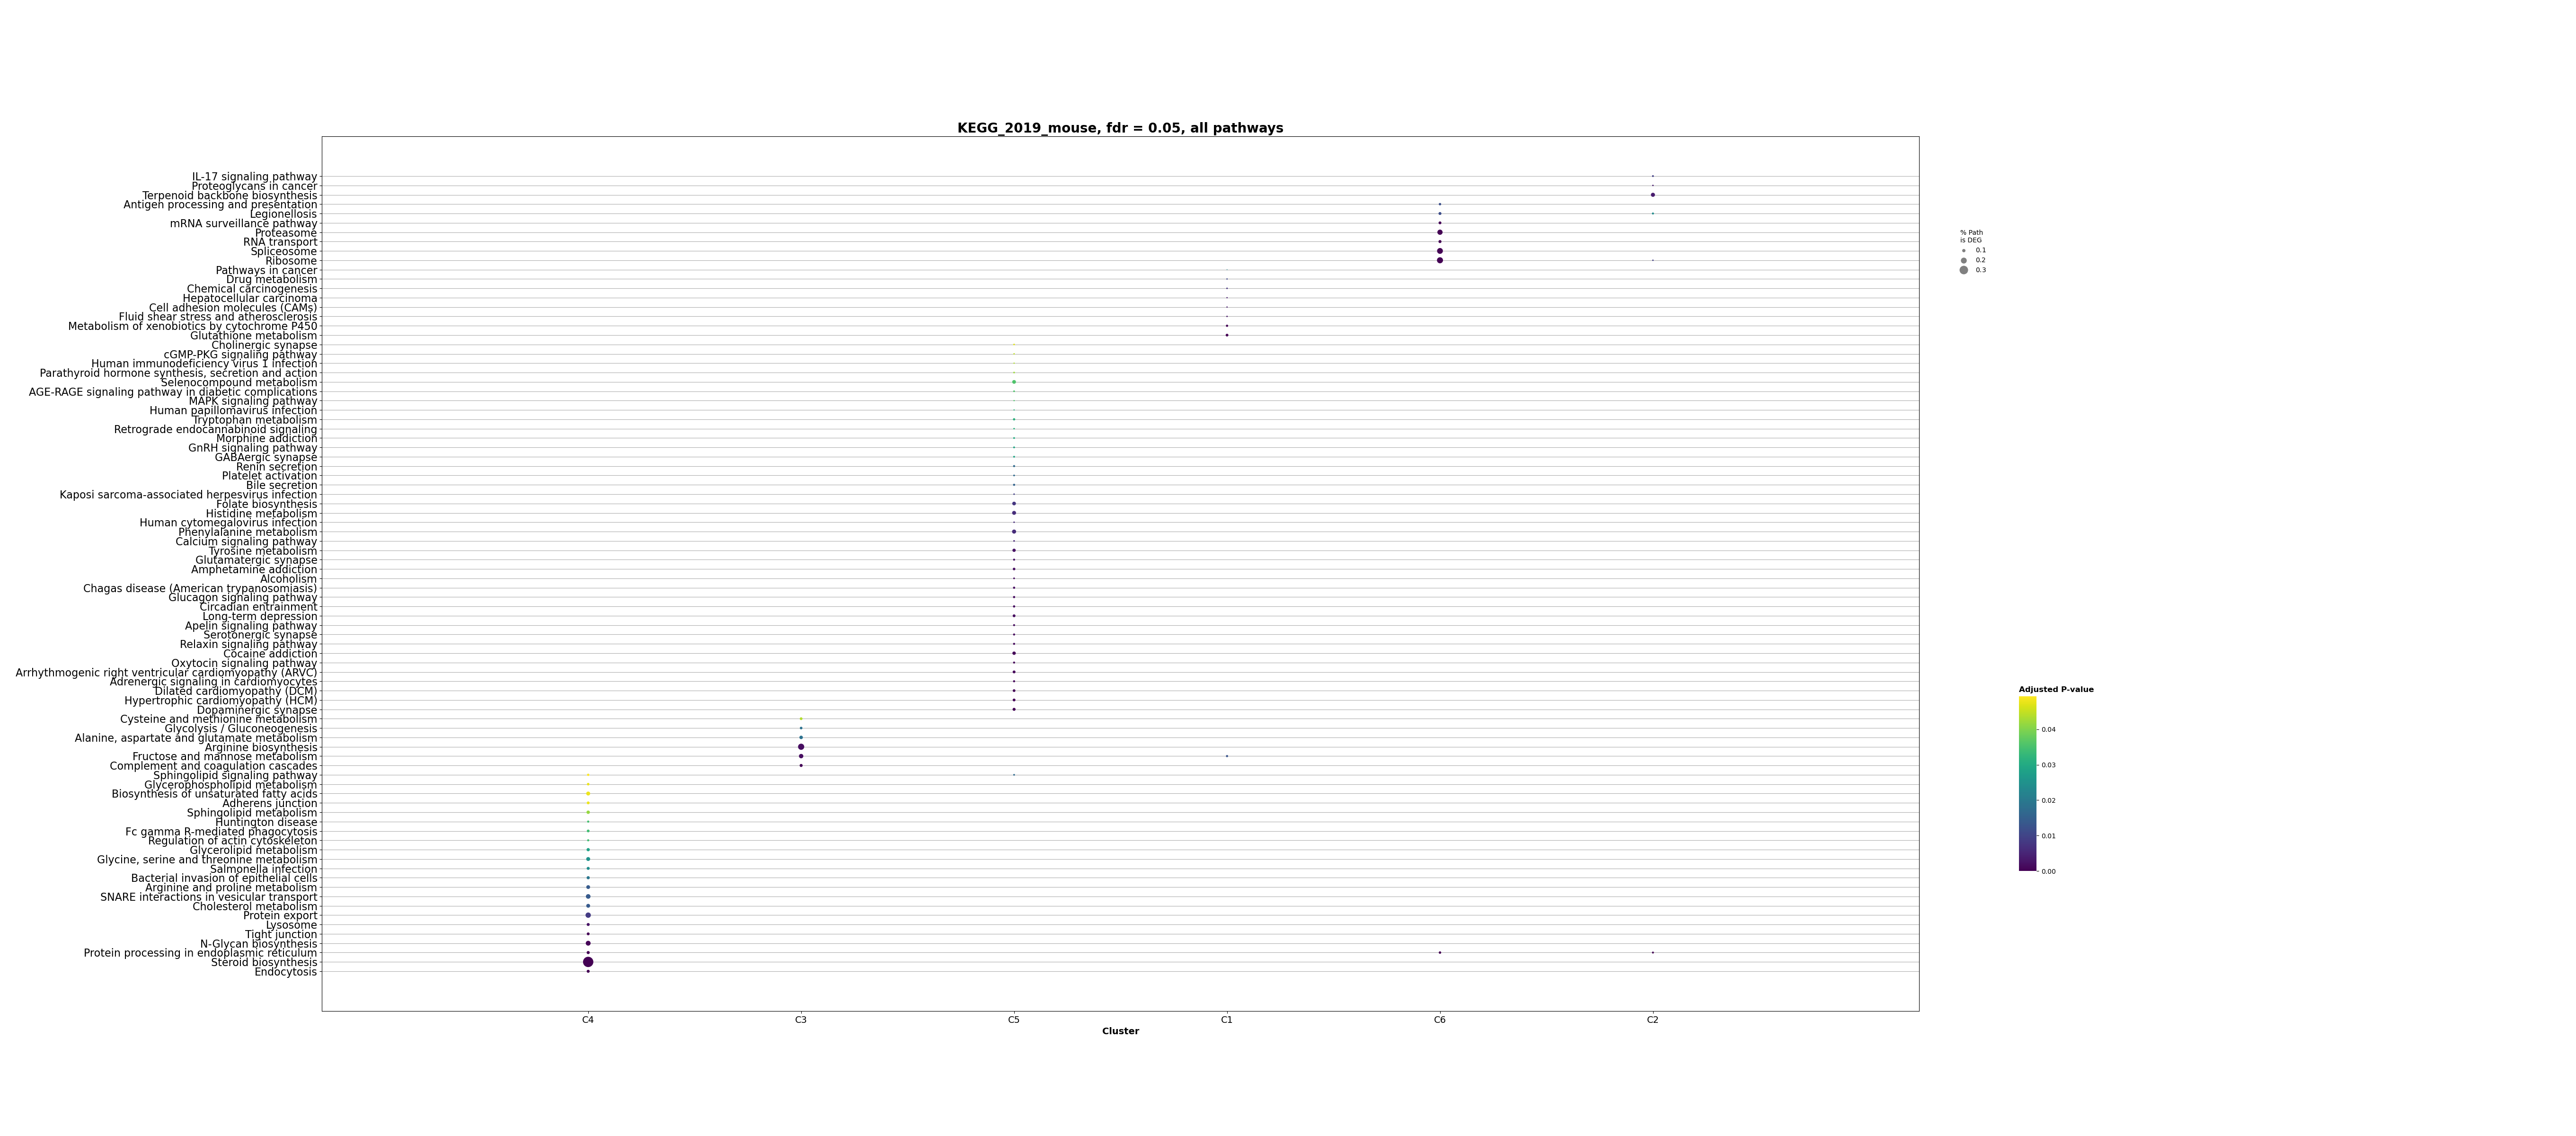 KEGG_2019_mouse, fdr = 0.05, all pathways
IL-17 signaling pathway
Proteoglycans in cancer
Terpenoid backbone biosynthesis
Antigen processing and presentation
Legionellosis
mRNA surveillance pathway
Proteasome
RNA transport
Spliceosome
Ribosome
Pathways in cancer
Drug metabolism
Chemical carcinogenesis
Hepatocellular carcinoma
Cell adhesion molecules (CAMs)
Fluid shear stress and atherosclerosis
Metabolism of xenobiotics by cytochrome P450
Glutathione metabolism
Cholinergic synapse
cGMP-PKG signaling pathway
Human immunodeficiency virus 1 infection
Parathyroid hormone synthesis, secretion and action
Selenocompound metabolism
AGE-RAGE signaling pathway in diabetic complications
MAPK signaling pathway
Human papillomavirus infection
Tryptophan metabolism
Retrograde endocannabinoid signaling
Morphine addiction
GnRH signaling pathway
GABAergic synapse
Renin secretion
Platelet activation
Bile secretion
Kaposi sarcoma-associated herpesvirus infection
Folate biosynthesis
Histidine metabolism
Human cytomegalovirus infection
Phenylalanine metabolism
Calcium signaling pathway
Tyrosine metabolism
Glutamatergic synapse
Amphetamine addiction
Alcoholism
Chagas disease (American trypanosomiasis)
Glucagon signaling pathway
Circadian entrainment
Long-term depression
Apelin signaling pathway
Serotonergic synapse
Relaxin signaling pathway
Cocaine addiction
Oxytocin signaling pathway
Arrhythmogenic right ventricular cardiomyopathy (ARVC)
Adrenergic signaling in cardiomyocytes
Dilated cardiomyopathy (DCM)
Hypertrophic cardiomyopathy (HCM)
Dopaminergic synapse
Cysteine and methionine metabolism
Glycolysis / Gluconeogenesis
Alanine, aspartate and glutamate metabolism
Arginine biosynthesis
Fructose and mannose metabolism
Complement and coagulation cascades
Sphingolipid signaling pathway
Glycerophospholipid metabolism
Biosynthesis of unsaturated fatty acids
Adherens junction
Sphingolipid metabolism
Huntington disease
Fc gamma R-mediated phagocytosis
Regulation of actin cytoskeleton
Glycerolipid metabolism
Glycine, serine and threonine metabolism
Salmonella infection
Bacterial invasion of epithelial cells
Arginine and proline metabolism
SNARE interactions in vesicular transport
Cholesterol metabolism
Protein export
Lysosome
Tight junction
N-Glycan biosynthesis
Protein processing in endoplasmic reticulum
Steroid biosynthesis
Endocytosis
C4 C3 C5 C1 C6 C2
Cluster
% Path
is DEG
0.1
0.2
0.3
Adjusted P-value
0.04
0.03
0.02
0.01
0.00